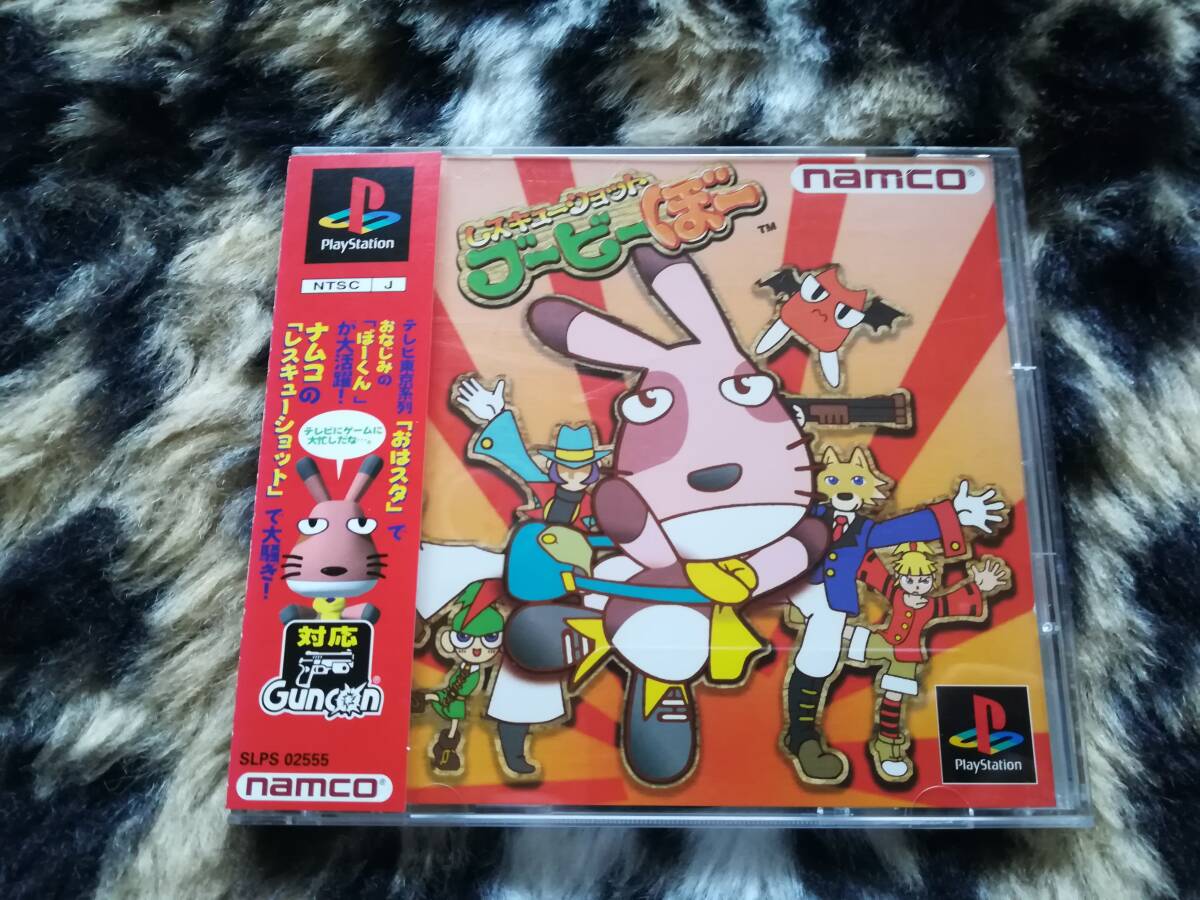 PlayStation
NTSC J
テレビ東京系列「おはスタ」で
おなじみの
「ぼーくん」
が大活躍!
ナムコの
「レスキューショット」で大騒ぎ!
テレビにゲームに
大忙しだな…。
対応
GunCon
SLPS 02555
namco®
レスキューショット
ブービーぼー
™
namco®
PlayStation